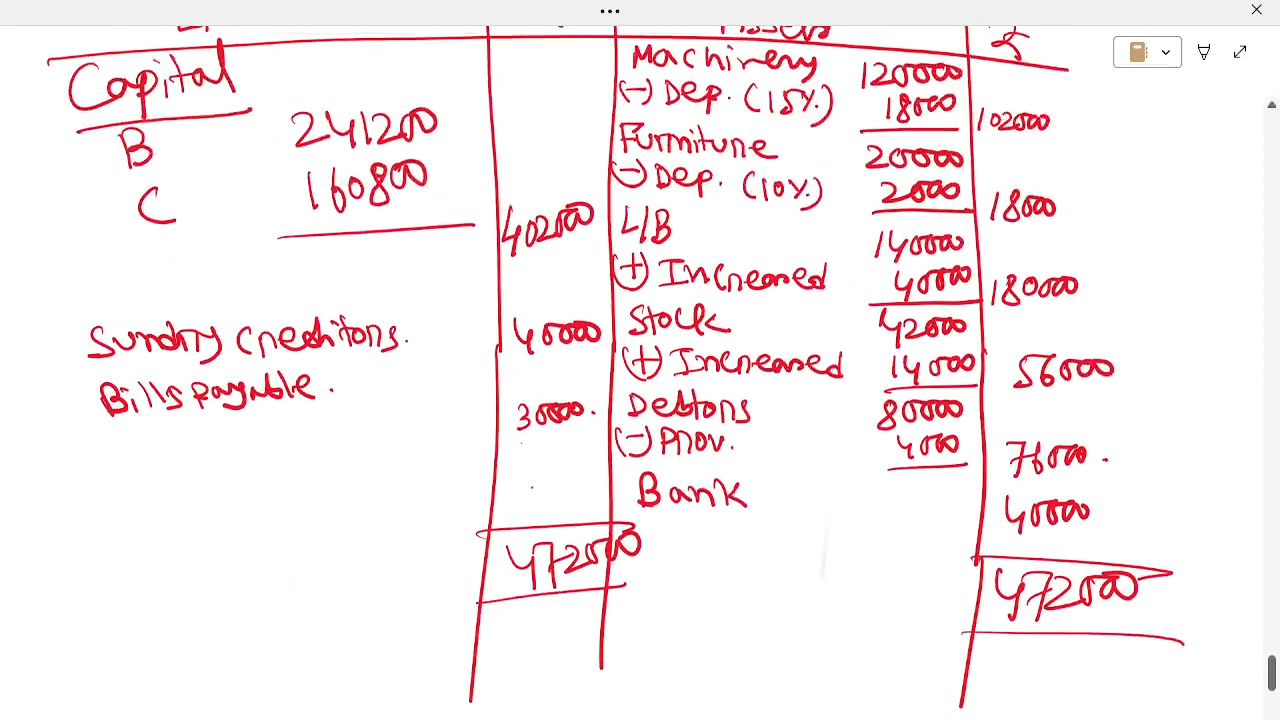 Assets
₹
Capital
B 241200
C 160800
402000
Sundry Creditors. 40000
Bills payable. 30000.
472000
Machinery 120000
(-) Dep. (15%.) 18000 102000
Furniture 20000
(-) Dep. (10%.) 2000 18000
L/B 140000
(+) Increased 40000 180000
Stock 42000
(+) Increased 14000 56000
Debtors 80000
(-) Prov. 4000 76000.
Bank 40000
472000